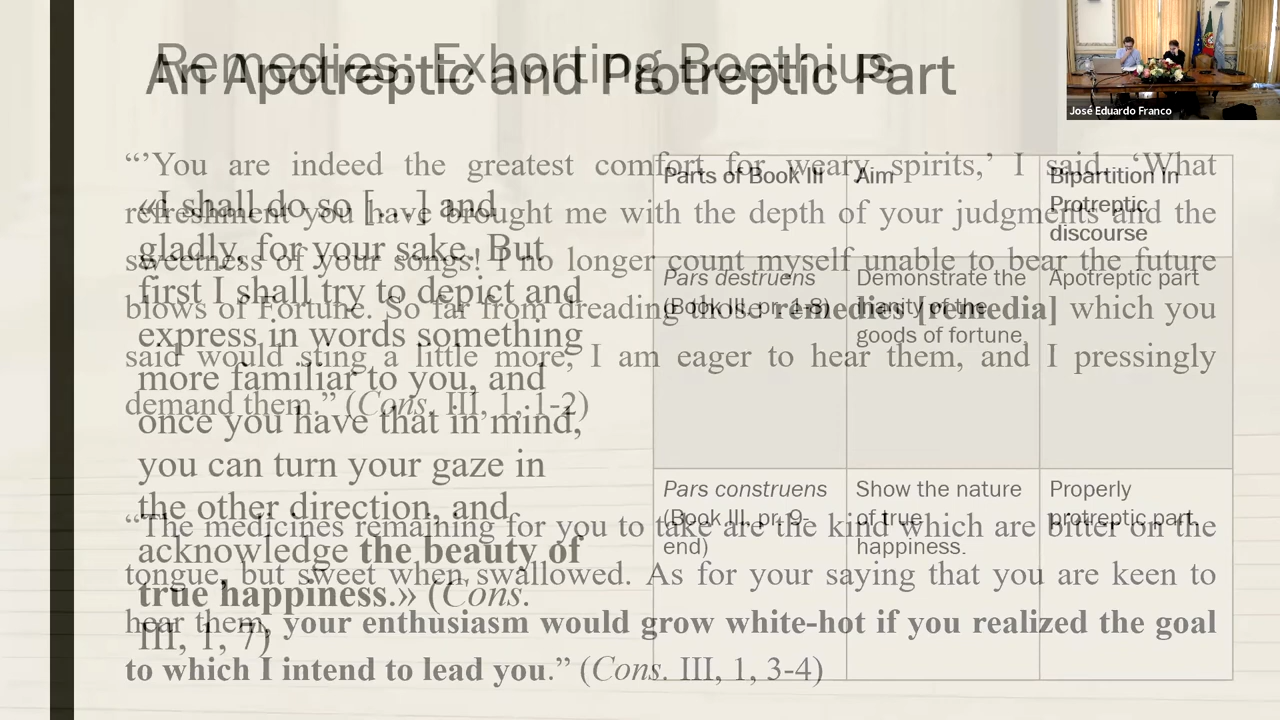 Remedies: Exhorting Boethius
“’You are indeed the greatest comfort for weary spirits,’ I said. ‘What
refreshment you have brought me with the depth of your judgments and the
sweetness of your songs! I no longer count myself unable to bear the future
blows of Fortune. So far from dreading those remedies [remedia] which you
said would sting a little more, I am eager to hear them, and I pressingly
demand them.” (Cons. III, 1, 1-2)
“The medicines remaining for you to take are the kind which are bitter on the
tongue, but sweet when swallowed. As for your saying that you are keen to
hear them, your enthusiasm would grow white-hot if you realized the goal
to which I intend to lead you.” (Cons. III, 1, 3-4)
An Apotreptic and Protreptic Part
«I shall do so […] and
gladly, for your sake. But
first I shall try to depict and
express in words something
more familiar to you, and
once you have that in mind,
you can turn your gaze in
the other direction, and
acknowledge the beauty of
true happiness.» (Cons.
III, 1, 7)
Parts of Book III
Aim
Bipartition in
Protreptic
discourse
Pars destruens
(Book III, pr. 1-8)
Demonstrate the
inanity of the
goods of fortune.
Apotreptic part
Pars construens
(Book III, pr. 9-
end)
Show the nature
of true
happiness.
Properly
protreptic part.
José Eduardo Franco